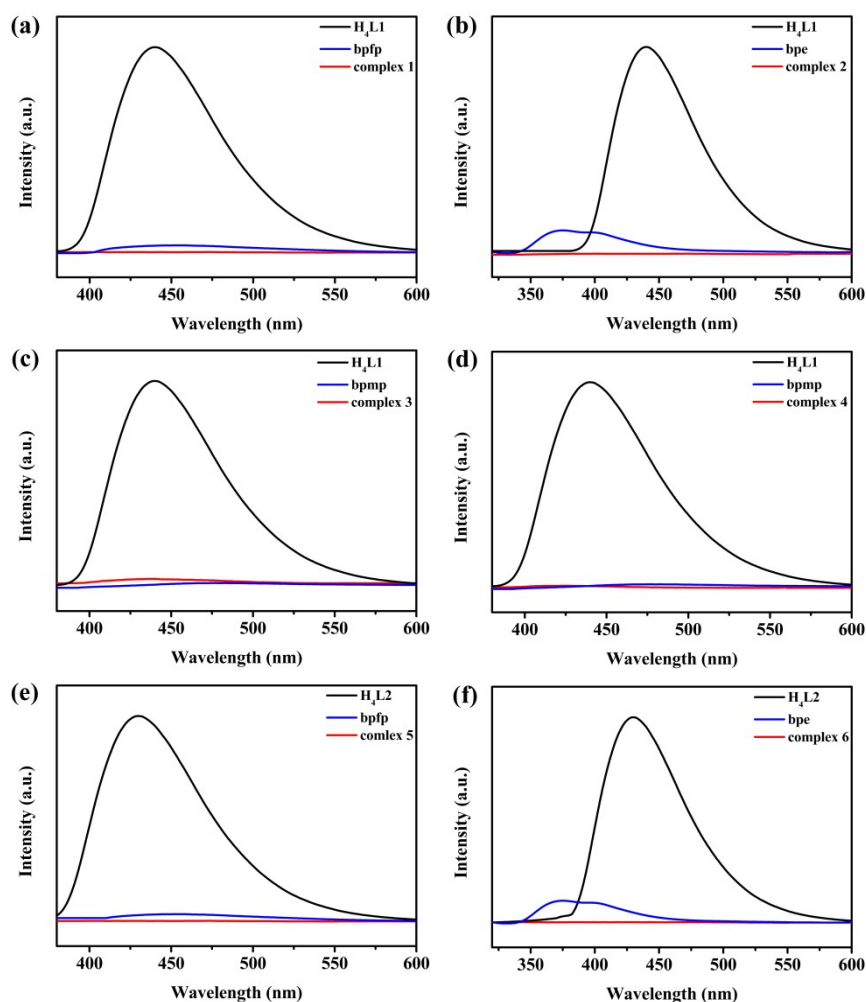 (a)
H₄L1
bpfp
complex 1
Intensity (a.u.)
400 450 500 550 600
Wavelength (nm)
(b)
H₄L1
bpe
complex 2
Intensity (a.u.)
350 400 450 500 550 600
Wavelength (nm)
(c)
H₄L1
bpmp
complex 3
Intensity (a.u.)
400 450 500 550 600
Wavelength (nm)
(d)
H₄L1
bpmp
complex 4
Intensity (a.u.)
400 450 500 550 600
Wavelength (nm)
(e)
H₄L2
bpfp
comlex 5
Intensity (a.u.)
400 450 500 550 600
Wavelength (nm)
(f)
H₄L2
bpe
complex 6
Intensity (a.u.)
350 400 450 500 550 600
Wavelength (nm)